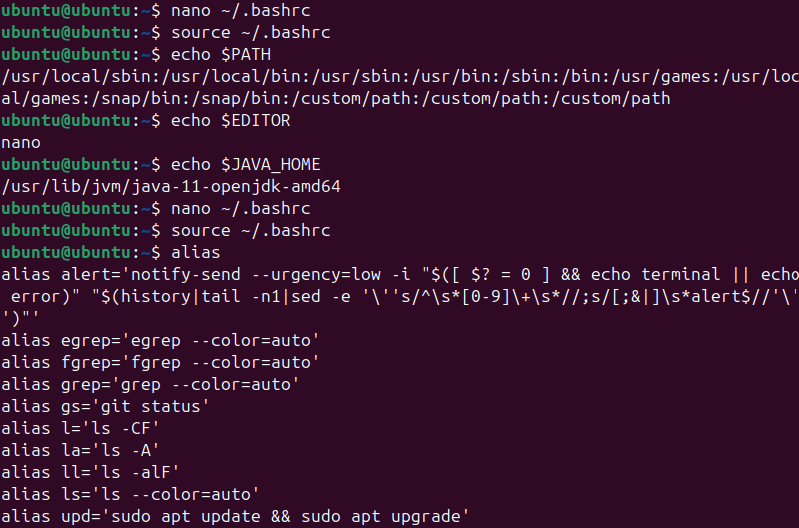 ubuntu@ubuntu:~$ nano ~/.bashrc
ubuntu@ubuntu:~$ source ~/.bashrc
ubuntu@ubuntu:~$ echo $PATH
/usr/local/sbin:/usr/local/bin:/usr/sbin:/usr/bin:/sbin:/bin:/usr/games:/usr/loc
al/games:/snap/bin:/snap/bin:/custom/path:/custom/path:/custom/path
ubuntu@ubuntu:~$ echo $EDITOR
nano
ubuntu@ubuntu:~$ echo $JAVA_HOME
/usr/lib/jvm/java-11-openjdk-amd64
ubuntu@ubuntu:~$ nano ~/.bashrc
ubuntu@ubuntu:~$ source ~/.bashrc
ubuntu@ubuntu:~$ alias
alias alert='notify-send --urgency=low -i "$([ $? = 0 ] && echo terminal || echo
 error)" "$(history|tail -n1|sed -e '\''s/^\s*[0-9]\+\s*//;s/[;&|]\s*alert$//'\'
')"'
alias egrep='egrep --color=auto'
alias fgrep='fgrep --color=auto'
alias grep='grep --color=auto'
alias gs='git status'
alias l='ls -CF'
alias la='ls -A'
alias ll='ls -alF'
alias ls='ls --color=auto'
alias upd='sudo apt update && sudo apt upgrade'